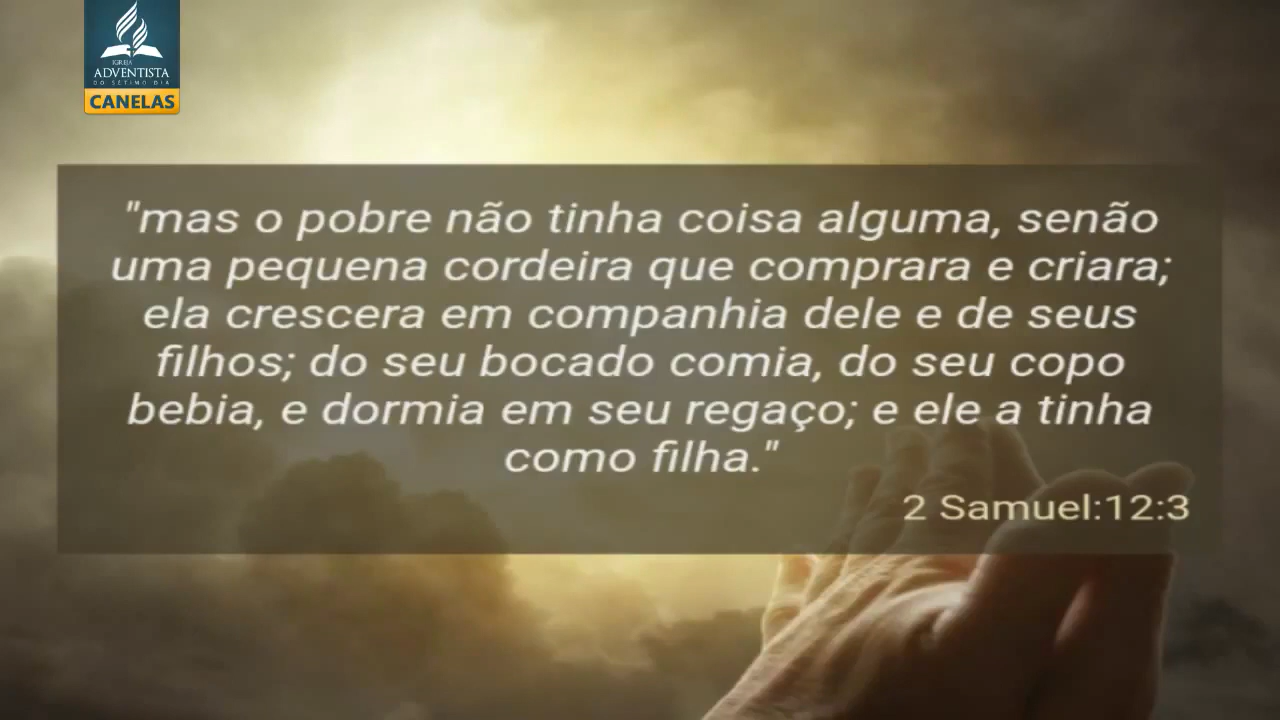 IGREJA
ADVENTISTA
DO SÉTIMO DIA
CANELAS
"mas o pobre não tinha coisa alguma, senão
uma pequena cordeira que comprara e criara;
ela crescera em companhia dele e de seus
filhos; do seu bocado comia, do seu copo
bebia, e dormia em seu regaço; e ele a tinha
como filha."
2 Samuel:12:3